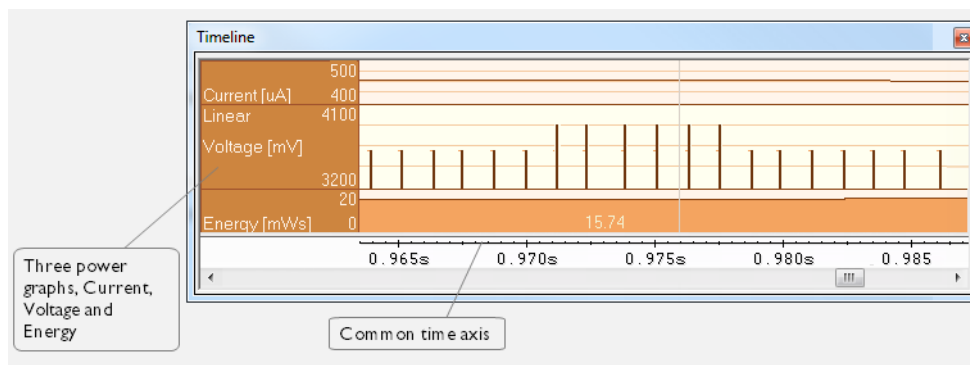 Timeline
500
Current [uA] 400
Linear 4100
Voltage [mV]
3200
20
Energy [mWs] 0
15.74
0.965s 0.970s 0.975s 0.980s 0.985
Three power
graphs, Current,
Voltage and
Energy
Common time axis